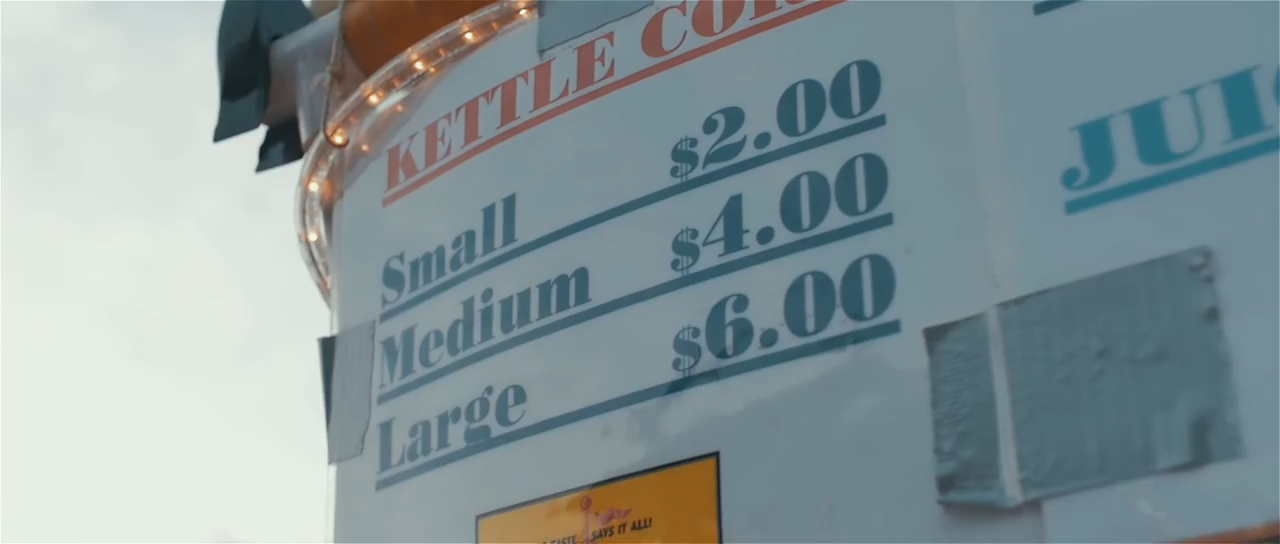 KETTLE CO
Small $2.00
Medium $4.00
Large $6.00
JUI
SAYS IT ALL!